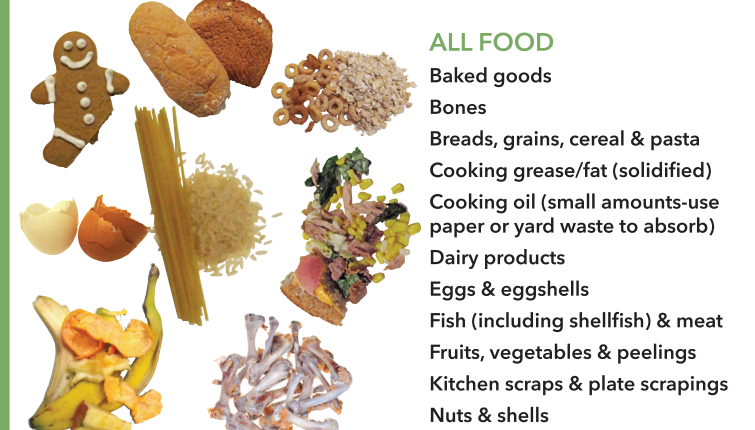 ALL FOOD
Baked goods
Bones
Breads, grains, cereal & pasta
Cooking grease/fat (solidified)
Cooking oil (small amounts-use
paper or yard waste to absorb)
Dairy products
Eggs & eggshells
Fish (including shellfish) & meat
Fruits, vegetables & peelings
Kitchen scraps & plate scrapings
Nuts & shells